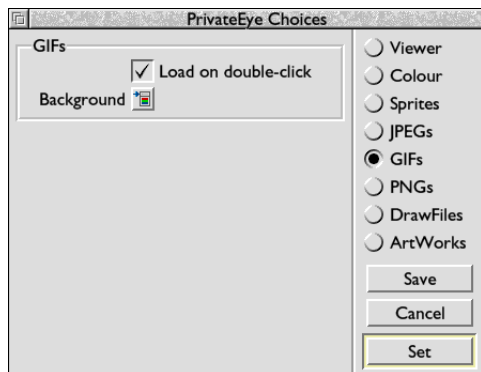 PrivateEye Choices
GIFs
Load on double-click
Background
Viewer
Colour
Sprites
JPEGs
GIFs
PNGs
DrawFiles
ArtWorks
Save
Cancel
Set